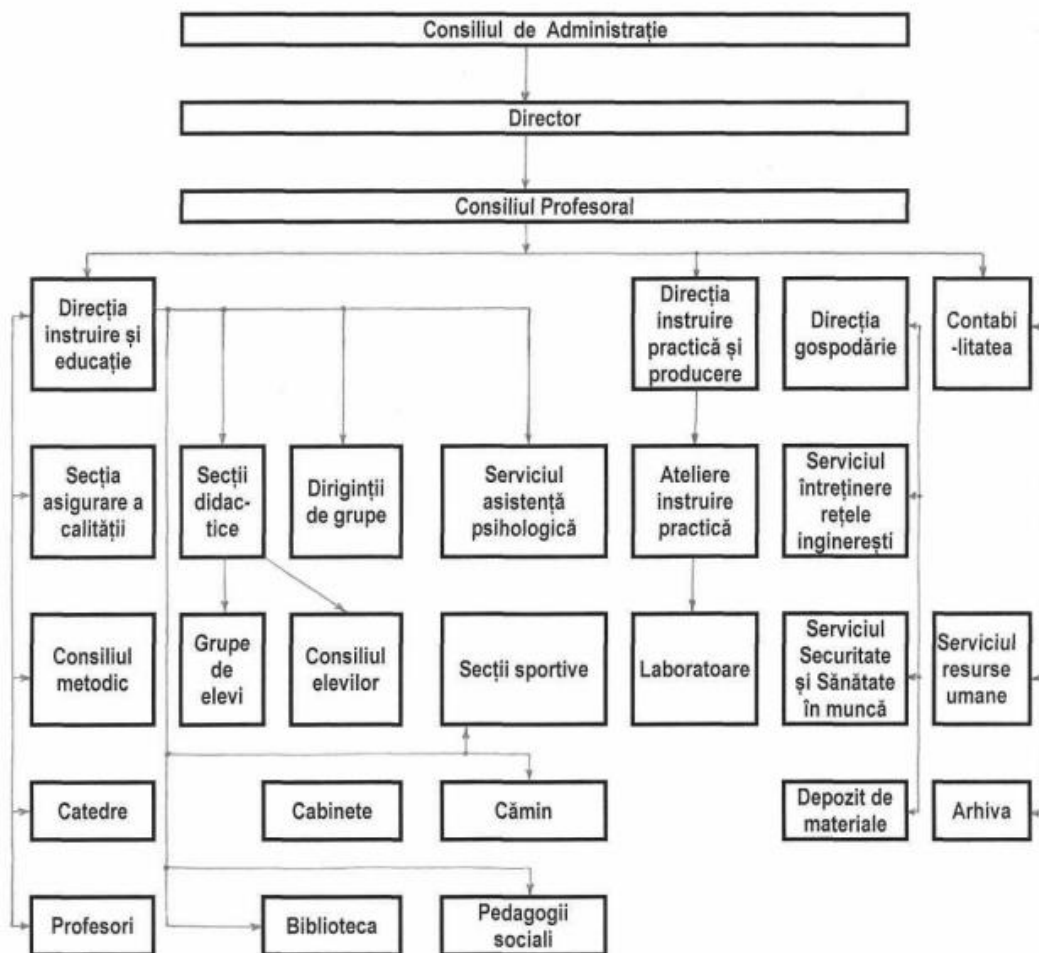 Consiliul de Administrație
Director
Consiliul Profesoral
Direcția
instruire și
educație
Direcția
instruire
practică și
producere
Direcția
gospodărie
Contabi
-litatea
Secția
asigurare a
calității
Secții
didac-
tice
Diriginții
de grupe
Serviciul
asistență
psihologică
Ateliere
instruire
practică
Serviciul
întreținere
rețele
inginerești
Consiliul
metodic
Grupe
de
elevi
Consiliul
elevilor
Secții sportive
Laboratoare
Serviciul
Securitate
și Sănătate
în muncă
Serviciul
resurse
umane
Catedre
Cabinete
Cămin
Depozit de
materiale
Arhiva
Profesori
Biblioteca
Pedagogii
sociali